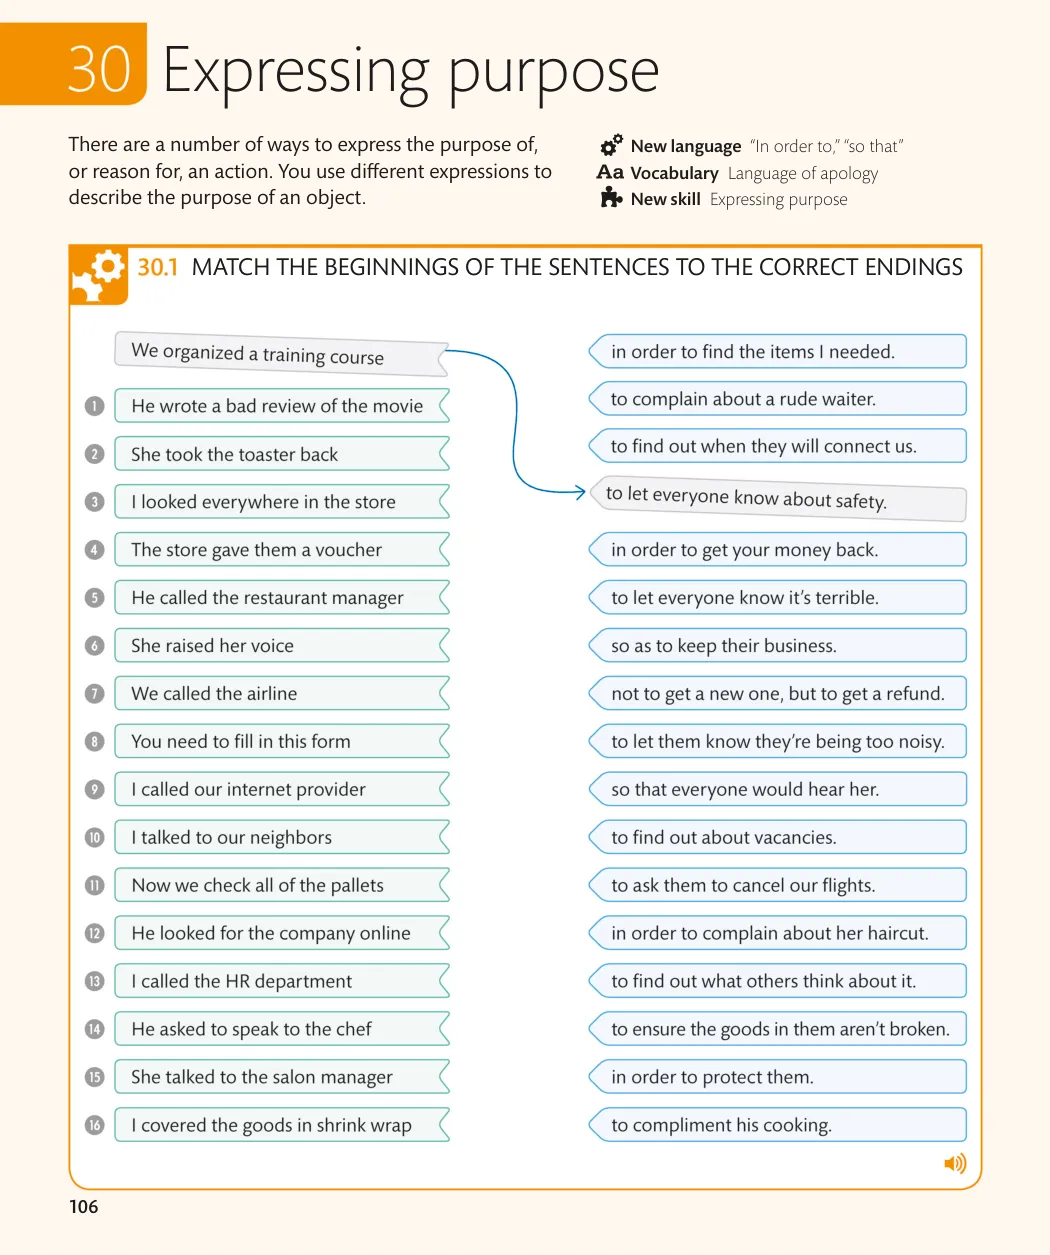 30 Expressing purpose
There are a number of ways to express the purpose of,
or reason for, an action. You use different expressions to
describe the purpose of an object.
New language “In order to,” “so that”
Aa Vocabulary Language of apology
New skill Expressing purpose
30.1 MATCH THE BEGINNINGS OF THE SENTENCES TO THE CORRECT ENDINGS
We organized a training course
1 He wrote a bad review of the movie
2 She took the toaster back
3 I looked everywhere in the store
4 The store gave them a voucher
5 He called the restaurant manager
6 She raised her voice
7 We called the airline
8 You need to fill in this form
9 I called our internet provider
10 I talked to our neighbors
11 Now we check all of the pallets
12 He looked for the company online
13 I called the HR department
14 He asked to speak to the chef
15 She talked to the salon manager
16 I covered the goods in shrink wrap
in order to find the items I needed.
to complain about a rude waiter.
to find out when they will connect us.
to let everyone know about safety.
in order to get your money back.
to let everyone know it’s terrible.
so as to keep their business.
not to get a new one, but to get a refund.
to let them know they’re being too noisy.
so that everyone would hear her.
to find out about vacancies.
to ask them to cancel our flights.
in order to complain about her haircut.
to find out what others think about it.
to ensure the goods in them aren’t broken.
in order to protect them.
to compliment his cooking.
106